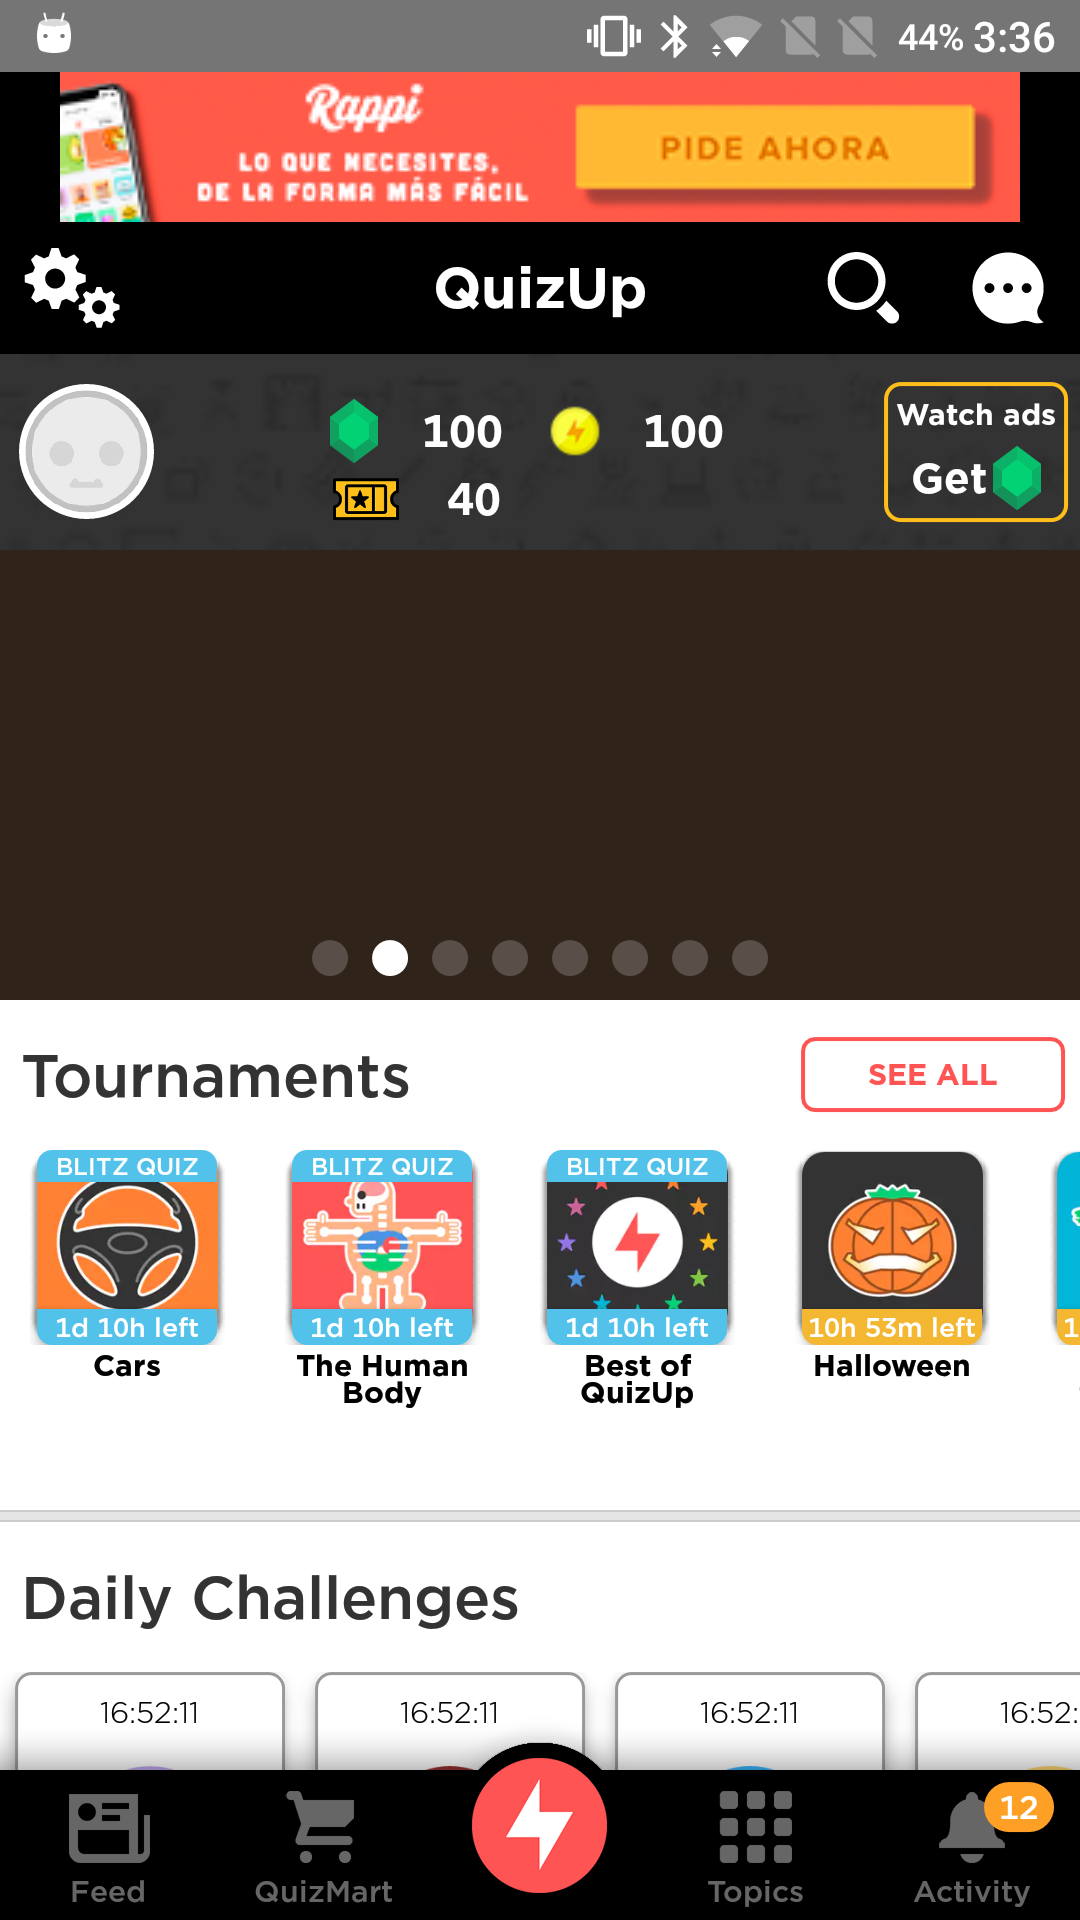 44% 3:36
Rappi
LO QUE NECESITES,
DE LA FORMA MÁS FÁCIL
PIDE AHORA
QuizUp
100
100
40
Watch ads
Get
Tournaments
SEE ALL
BLITZ QUIZ
1d 10h left
Cars
BLITZ QUIZ
1d 10h left
The Human
Body
BLITZ QUIZ
1d 10h left
Best of
QuizUp
10h 53m left
Halloween
1
Daily Challenges
16:52:11
16:52:11
16:52:11
16:52:
Feed
QuizMart
Topics
12
Activity